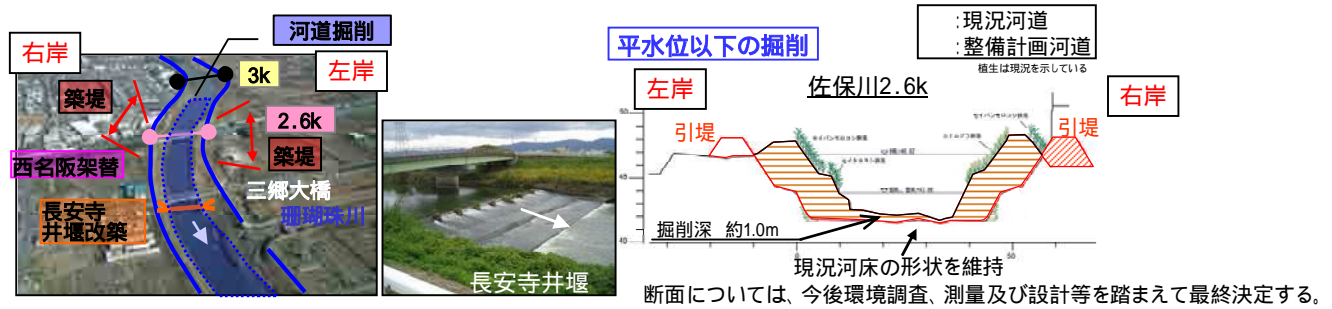 右岸
河道掘削
左岸
3k
築堤
2.6k
築堤
西名阪架替
三郷大橋
珊瑚珠川
長安寺
井堰改築
長安寺井堰
平水位以下の掘削
:現況河道
:整備計画河道
植生は現況を示している
左岸
佐保川2.6k
右岸
引堤
引堤
50
45
40
0
50
掘削深 約1.0m
現況河床の形状を維持
断面については、今後環境調査、測量及び設計等を踏まえて最終決定する。